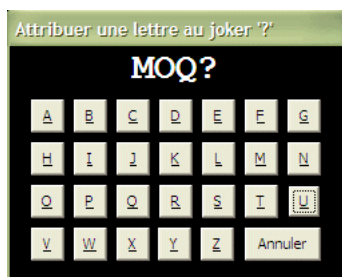 Attribuer une lettre au joker '?'
MOQ?
A B C D E F G
H I J K L M N
O P Q R S T U
V W X Y Z Annuler